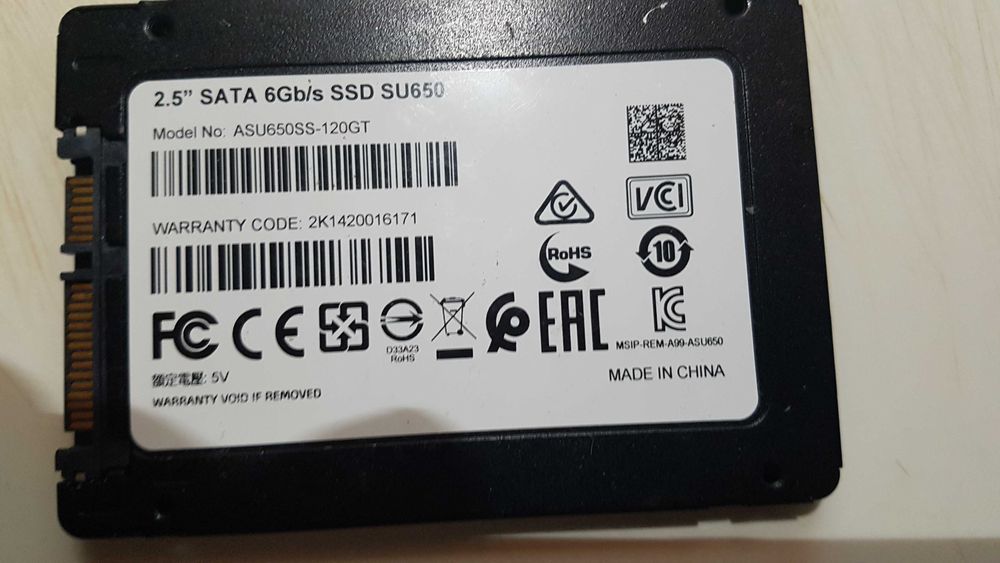 2.5” SATA 6Gb/s SSD SU650
Model No: ASU650SS-120GT
WARRANTY CODE: 2K1420016171
VCI
RoHS
10
FC CE
D33A23
RoHS
EAC
MSIP-REM-A99-ASU650
額定電壓: 5V
MADE IN CHINA
WARRANTY VOID IF REMOVED